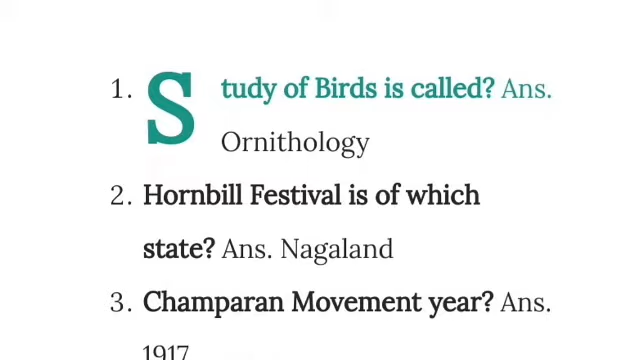 1. Study of Birds is called? Ans.
Ornithology
2. Hornbill Festival is of which
state? Ans. Nagaland
3. Champaran Movement year? Ans.
1917